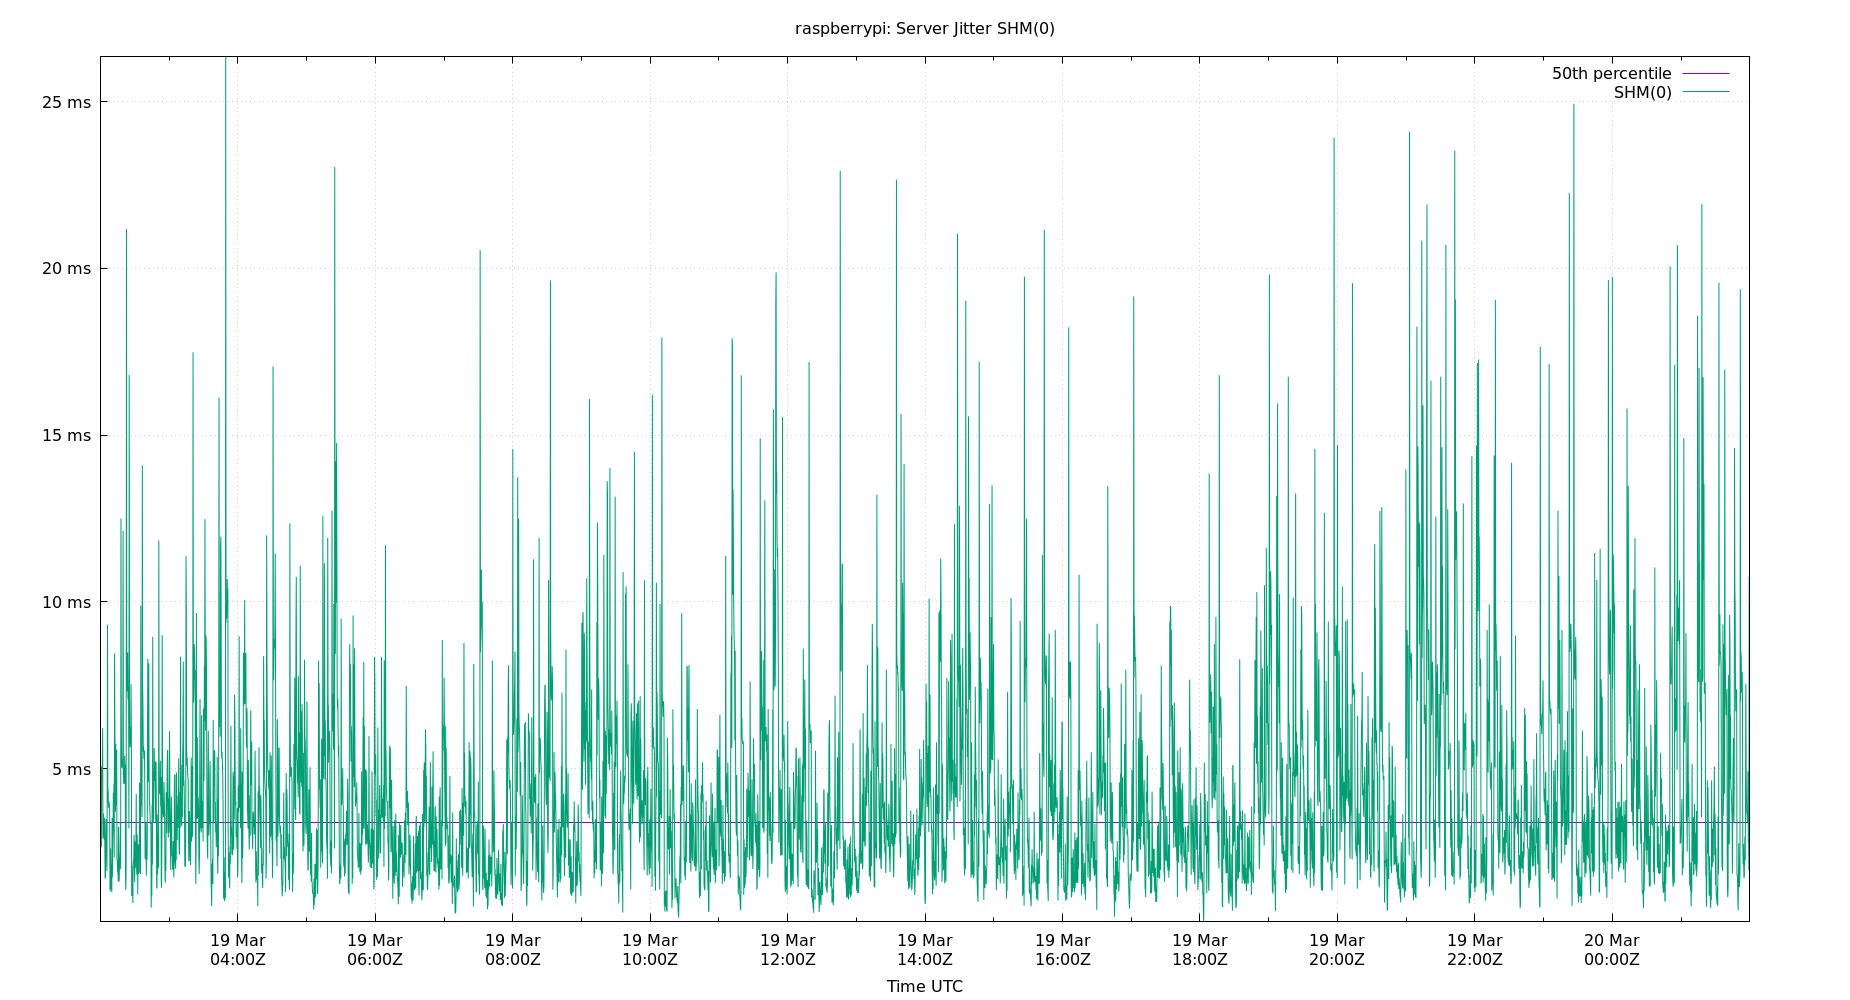 raspberrypi: Server Jitter SHM(0)
50th percentile
SHM(0)
25 ms
20 ms
15 ms
10 ms
5 ms
19 Mar 19 Mar 19 Mar 19 Mar 19 Mar 19 Mar 19 Mar 19 Mar 19 Mar 19 Mar 20 Mar
04:00Z 06:00Z 08:00Z 10:00Z 12:00Z 14:00Z 16:00Z 18:00Z 20:00Z 22:00Z 00:00Z
Time UTC